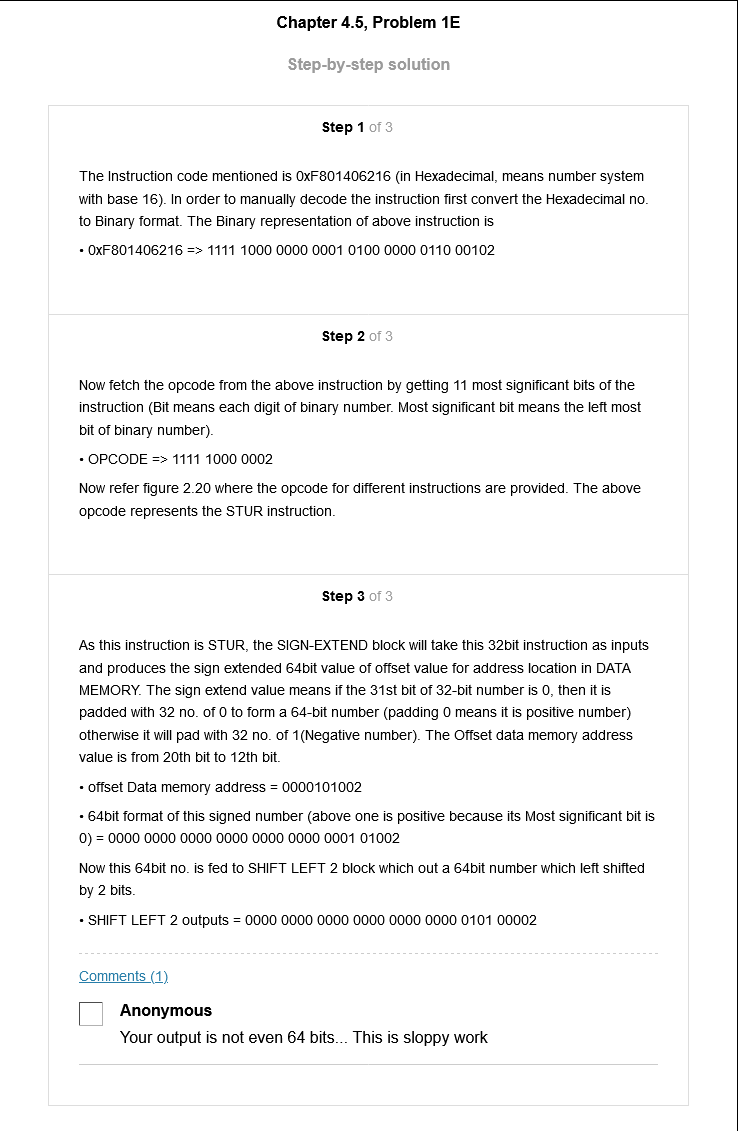 Chapter 4.5, Problem 1E
Step-by-step solution
Step 1 of 3
The Instruction code mentioned is 0xF801406216 (in Hexadecimal, means number system
with base 16). In order to manually decode the instruction first convert the Hexadecimal no.
to Binary format. The Binary representation of above instruction is
• 0xF801406216 => 1111 1000 0000 0001 0100 0000 0110 00102
Step 2 of 3
Now fetch the opcode from the above instruction by getting 11 most significant bits of the
instruction (Bit means each digit of binary number. Most significant bit means the left most
bit of binary number).
• OPCODE => 1111 1000 0002
Now refer figure 2.20 where the opcode for different instructions are provided. The above
opcode represents the STUR instruction.
Step 3 of 3
As this instruction is STUR, the SIGN-EXTEND block will take this 32bit instruction as inputs
and produces the sign extended 64bit value of offset value for address location in DATA
MEMORY. The sign extend value means if the 31st bit of 32-bit number is 0, then it is
padded with 32 no. of 0 to form a 64-bit number (padding 0 means it is positive number)
otherwise it will pad with 32 no. of 1(Negative number). The Offset data memory address
value is from 20th bit to 12th bit.
• offset Data memory address = 0000101002
• 64bit format of this signed number (above one is positive because its Most significant bit is
0) = 0000 0000 0000 0000 0000 0000 0001 01002
Now this 64bit no. is fed to SHIFT LEFT 2 block which out a 64bit number which left shifted
by 2 bits.
• SHIFT LEFT 2 outputs = 0000 0000 0000 0000 0000 0000 0101 00002
Comments (1)
Anonymous
Your output is not even 64 bits... This is sloppy work